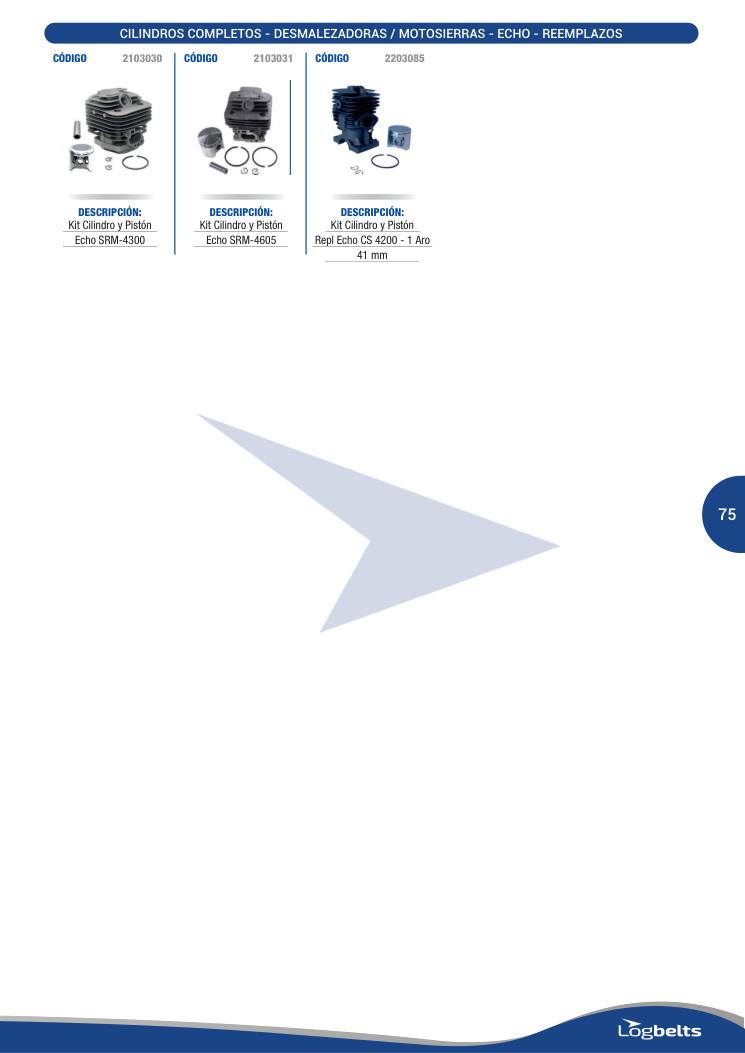 CILINDROS COMPLETOS - DESMALEZADORAS / MOTOSIERRAS - ECHO - REEMPLAZOS
CÓDIGO 2103030
DESCRIPCIÓN:
Kit Cilindro y Pistón
Echo SRM-4300
CÓDIGO 2103031
DESCRIPCIÓN:
Kit Cilindro y Pistón
Echo SRM-4605
CÓDIGO 2203085
DESCRIPCIÓN:
Kit Cilindro y Pistón
Repl Echo CS 4200 - 1 Aro
41 mm
75
Logbelts